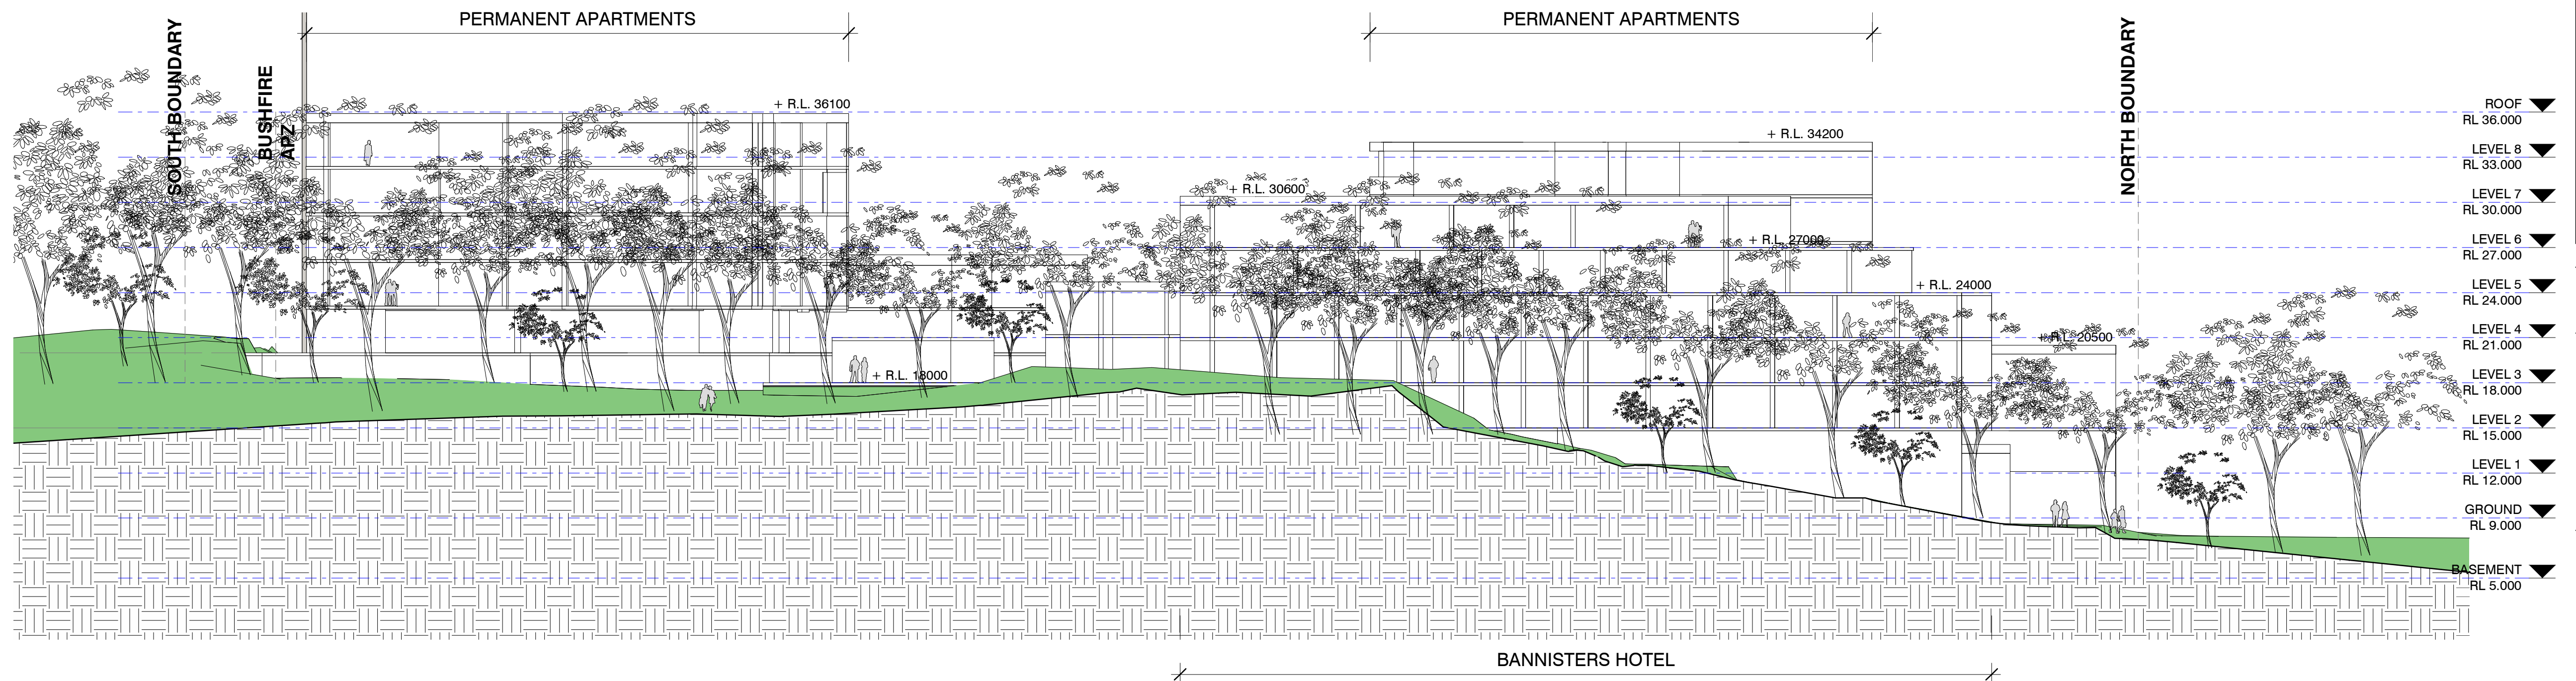 PERMANENT APARTMENTS
PERMANENT APARTMENTS
SOUTH BOUNDARY
BUSHFIRE
APZ
NORTH BOUNDARY
+ R.L. 36100
+ R.L. 34200
+ R.L. 30600
+ R.L. 27000
+ R.L. 24000
+ R.L. 20500
+ R.L. 18000
ROOF
RL 36.000
LEVEL 8
RL 33.000
LEVEL 7
RL 30.000
LEVEL 6
RL 27.000
LEVEL 5
RL 24.000
LEVEL 4
RL 21.000
LEVEL 3
RL 18.000
LEVEL 2
RL 15.000
LEVEL 1
RL 12.000
GROUND
RL 9.000
BASEMENT
RL 5.000
BANNISTERS HOTEL